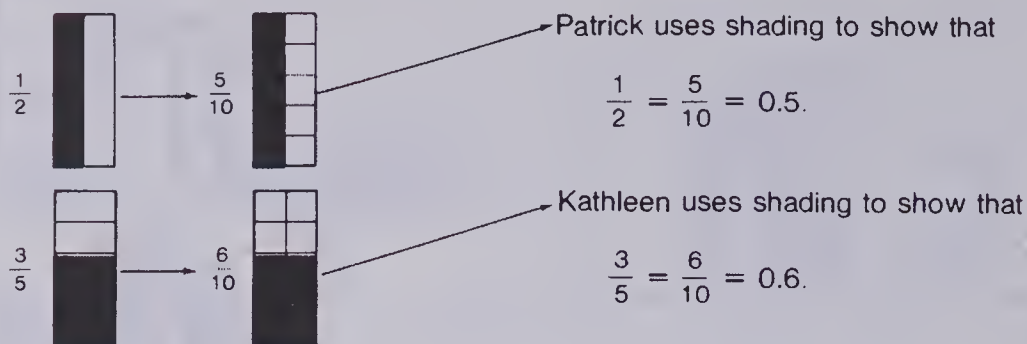 1/2 → 5/10
Patrick uses shading to show that
1/2 = 5/10 = 0.5.
3/5 → 6/10
Kathleen uses shading to show that
3/5 = 6/10 = 0.6.